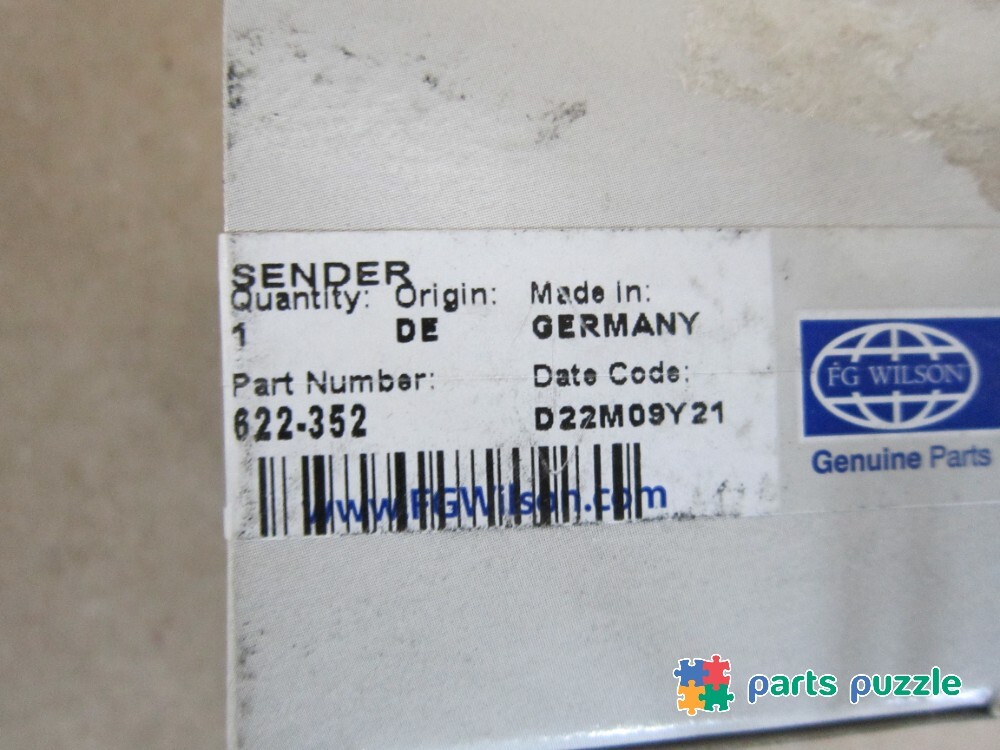 SENDER
Quantity: Origin: Made In:
1 DE GERMANY
Part Number: Date Code:
622-352 D22M09Y21
www.FGWilson.com
FG WILSON
Genuine Parts
parts puzzle